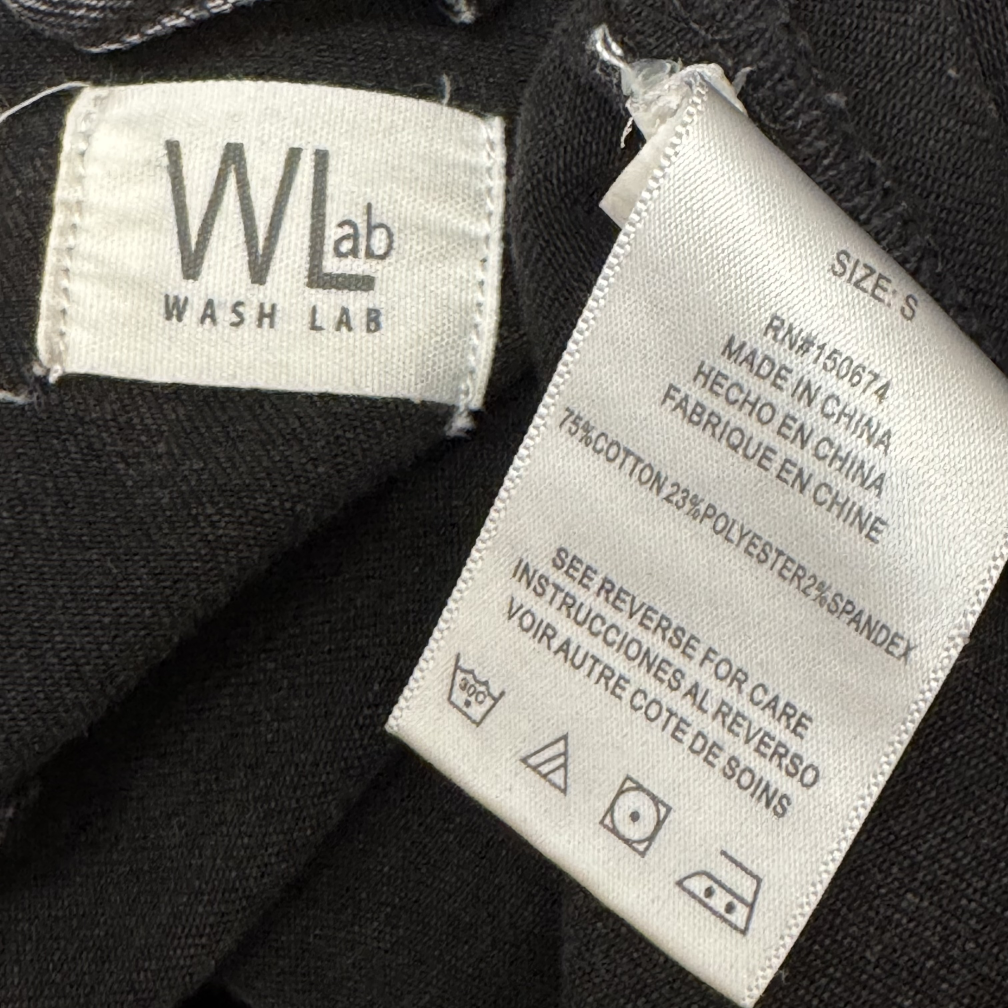 WLab
WASH LAB
SIZE: S
RN#150674
MADE IN CHINA
HECHO EN CHINA
FABRIQUE EN CHINE
75%COTTON 23%POLYESTER2%SPANDEX
SEE REVERSE FOR CARE
INSTRUCCIONES AL REVERSO
VOIR AUTRE COTE DE SOINS
30C